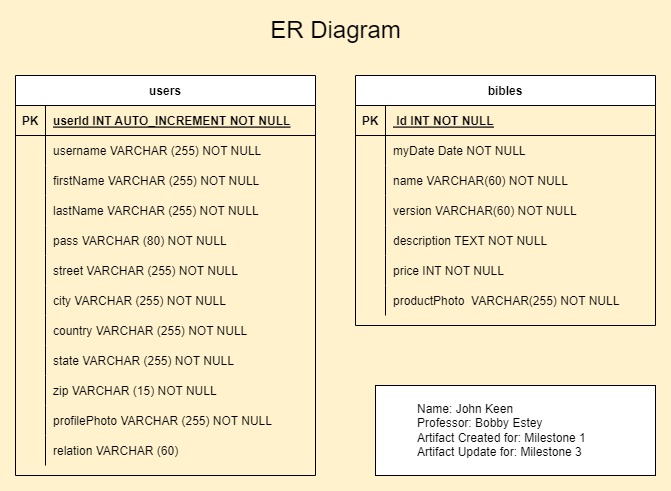 ER Diagram
users
PK userId INT AUTO_INCREMENT NOT NULL
username VARCHAR (255) NOT NULL
firstName VARCHAR (255) NOT NULL
lastName VARCHAR (255) NOT NULL
pass VARCHAR (80) NOT NULL
street VARCHAR (255) NOT NULL
city VARCHAR (255) NOT NULL
country VARCHAR (255) NOT NULL
state VARCHAR (255) NOT NULL
zip VARCHAR (15) NOT NULL
profilePhoto VARCHAR (255) NOT NULL
relation VARCHAR (60)
bibles
PK Id INT NOT NULL
myDate Date NOT NULL
name VARCHAR(60) NOT NULL
version VARCHAR(60) NOT NULL
description TEXT NOT NULL
price INT NOT NULL
productPhoto VARCHAR(255) NOT NULL
Name: John Keen
Professor: Bobby Estey
Artifact Created for: Milestone 1
Artifact Update for: Milestone 3